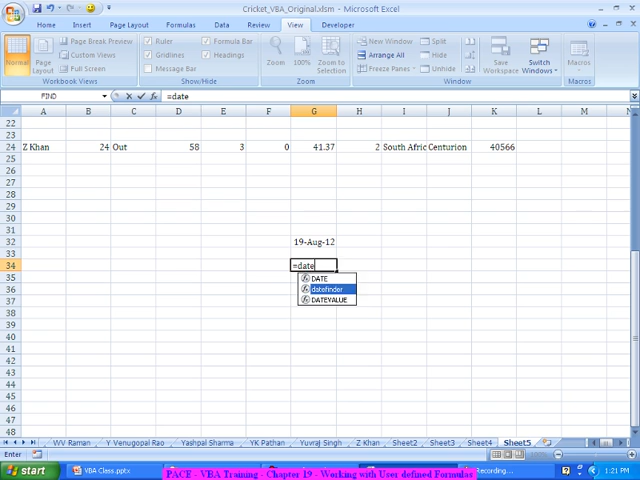 Cricket_VBA_Original.xlsm - Microsoft Excel
Home Insert Page Layout Formulas Data Review View Developer
Normal Page Layout Page Break Preview Custom Views Full Screen
Workbook Views
Ruler Formula Bar Gridlines Headings Message Bar
Show/Hide
Zoom 100% Zoom to Selection
Zoom
New Window Arrange All Freeze Panes Split Hide Unhide
Save Workspace Switch Windows
Window
Macros
Macros
FIND =date
A B C D E F G H I J K L M N
22
23
24 Z Khan 24 Out 58 3 0 41.37 2 South Afric Centurion 40566
25
26
27
28
29
30
31
32 19-Aug-12
33
34 =date
35 DATE
36 datefinder
37 DATEVALUE
38
39
40
41
42
43
44
45
46
47
48
WV Raman Y Venugopal Rao Yashpal Sharma YK Pathan Yuvraj Singh Z Khan Sheet2 Sheet3 Sheet4 Sheet5
Enter
start VBA Class.pptx Recording... 1:21 PM
PACE - VBA Training - Chapter 19 - Working with User defined Formulas